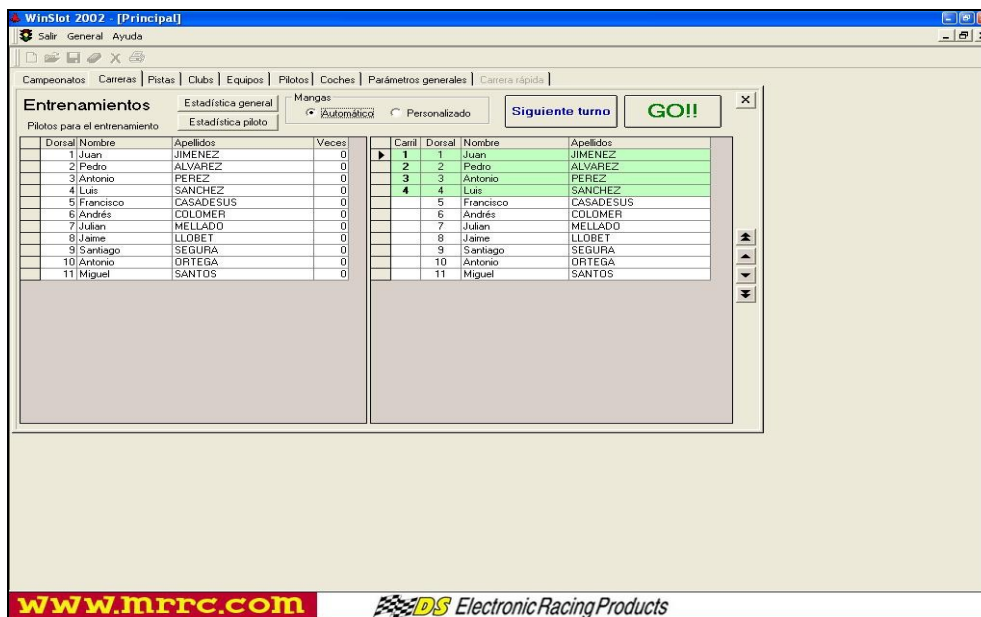 WinSlot 2002 - [Principal]
Salir General Ayuda
Campeonatos Carreras Pistas Clubs Equipos Pilotos Coches Parámetros generales Carrera rápida
Entrenamientos
Pilotos para el entrenamiento
Estadística general
Estadística piloto
Mangas
Automático Personalizado
Siguiente turno
GO!!
Dorsal Nombre Apellidos Veces
1 Juan JIMENEZ 0
2 Pedro ALVAREZ 0
3 Antonio PEREZ 0
4 Luis SANCHEZ 0
5 Francisco CASADESUS 0
6 Andrés COLOMER 0
7 Julian MELLADO 0
8 Jaime LLOBET 0
9 Santiago SEGURA 0
10 Antonio ORTEGA 0
11 Miguel SANTOS 0
Carril Dorsal Nombre Apellidos
1 1 Juan JIMENEZ
2 2 Pedro ALVAREZ
3 3 Antonio PEREZ
4 4 Luis SANCHEZ
5 Francisco CASADESUS
6 Andrés COLOMER
7 Julian MELLADO
8 Jaime LLOBET
9 Santiago SEGURA
10 Antonio ORTEGA
11 Miguel SANTOS
www.mrrc.com
DS Electronic Racing Products